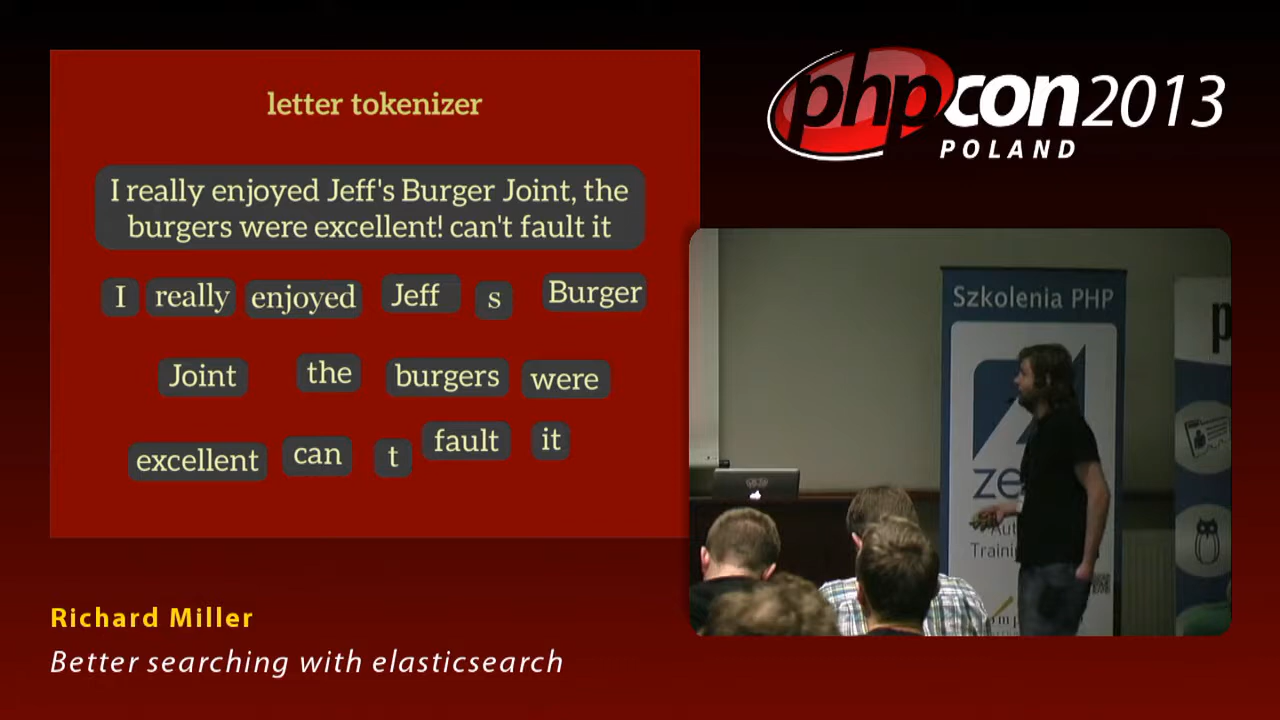 letter tokenizer
I really enjoyed Jeff's Burger Joint, the
burgers were excellent! can't fault it
I really enjoyed Jeff s Burger
Joint the burgers were
excellent can t fault it
phpcon2013
POLAND
Szkolenia PHP
Richard Miller
Better searching with elasticsearch